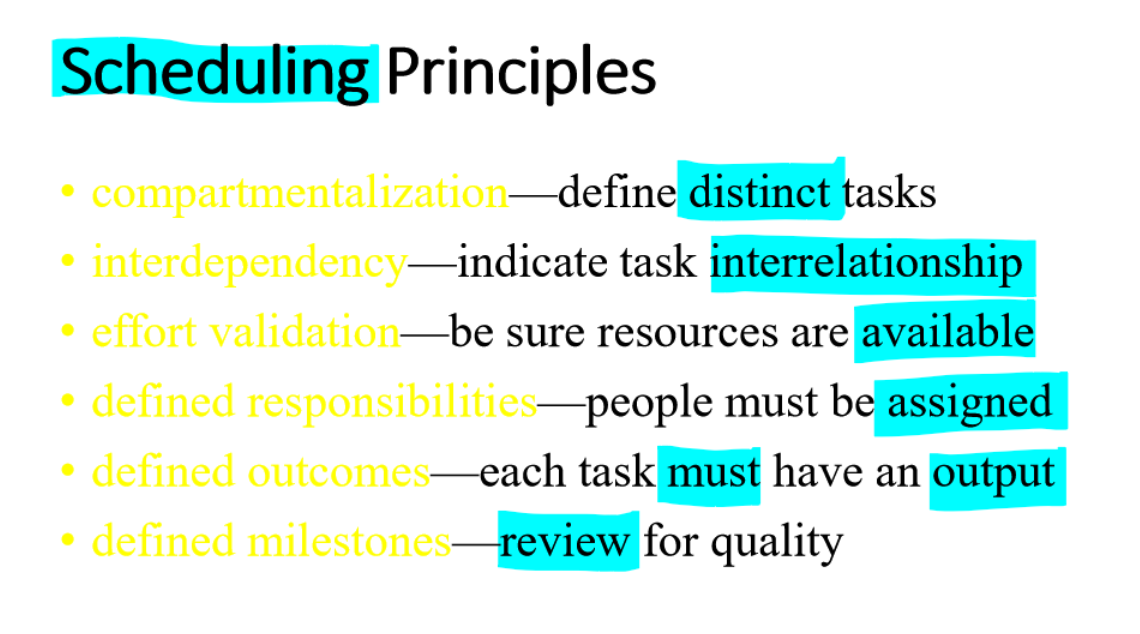 Scheduling Principles
• compartmentalization—define distinct tasks
• interdependency—indicate task interrelationship
• effort validation—be sure resources are available
• defined responsibilities—people must be assigned
• defined outcomes—each task must have an output
• defined milestones—review for quality